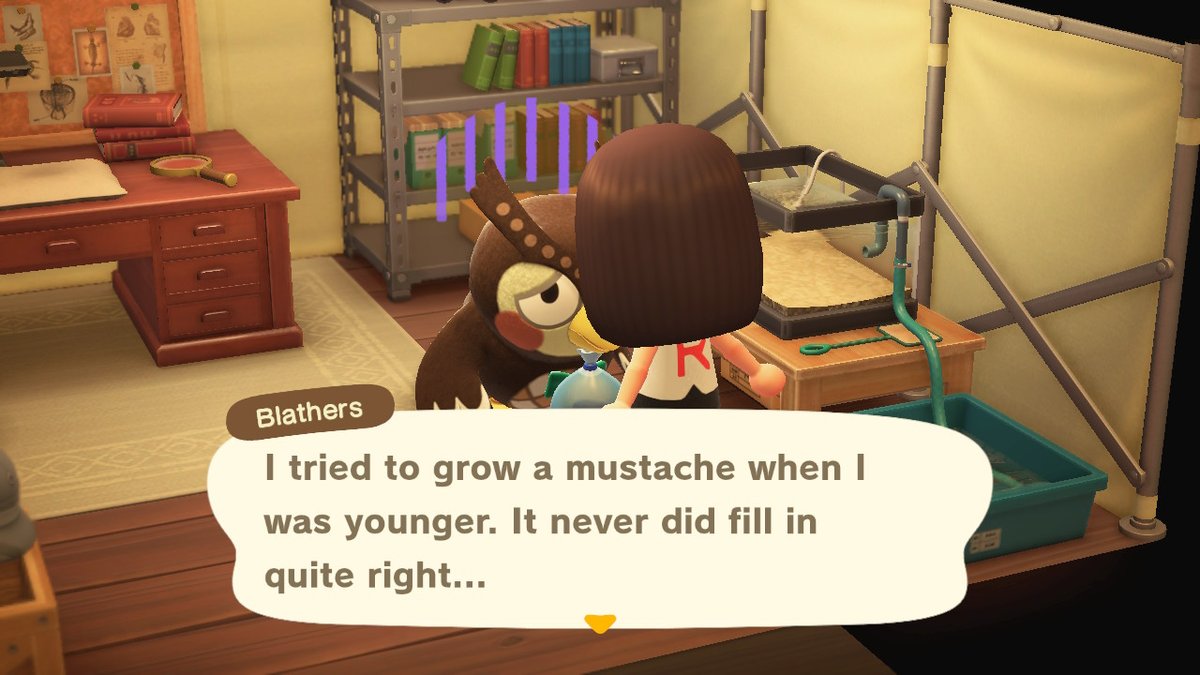 Blathers
I tried to grow a mustache when I
was younger. It never did fill in
quite right...
R